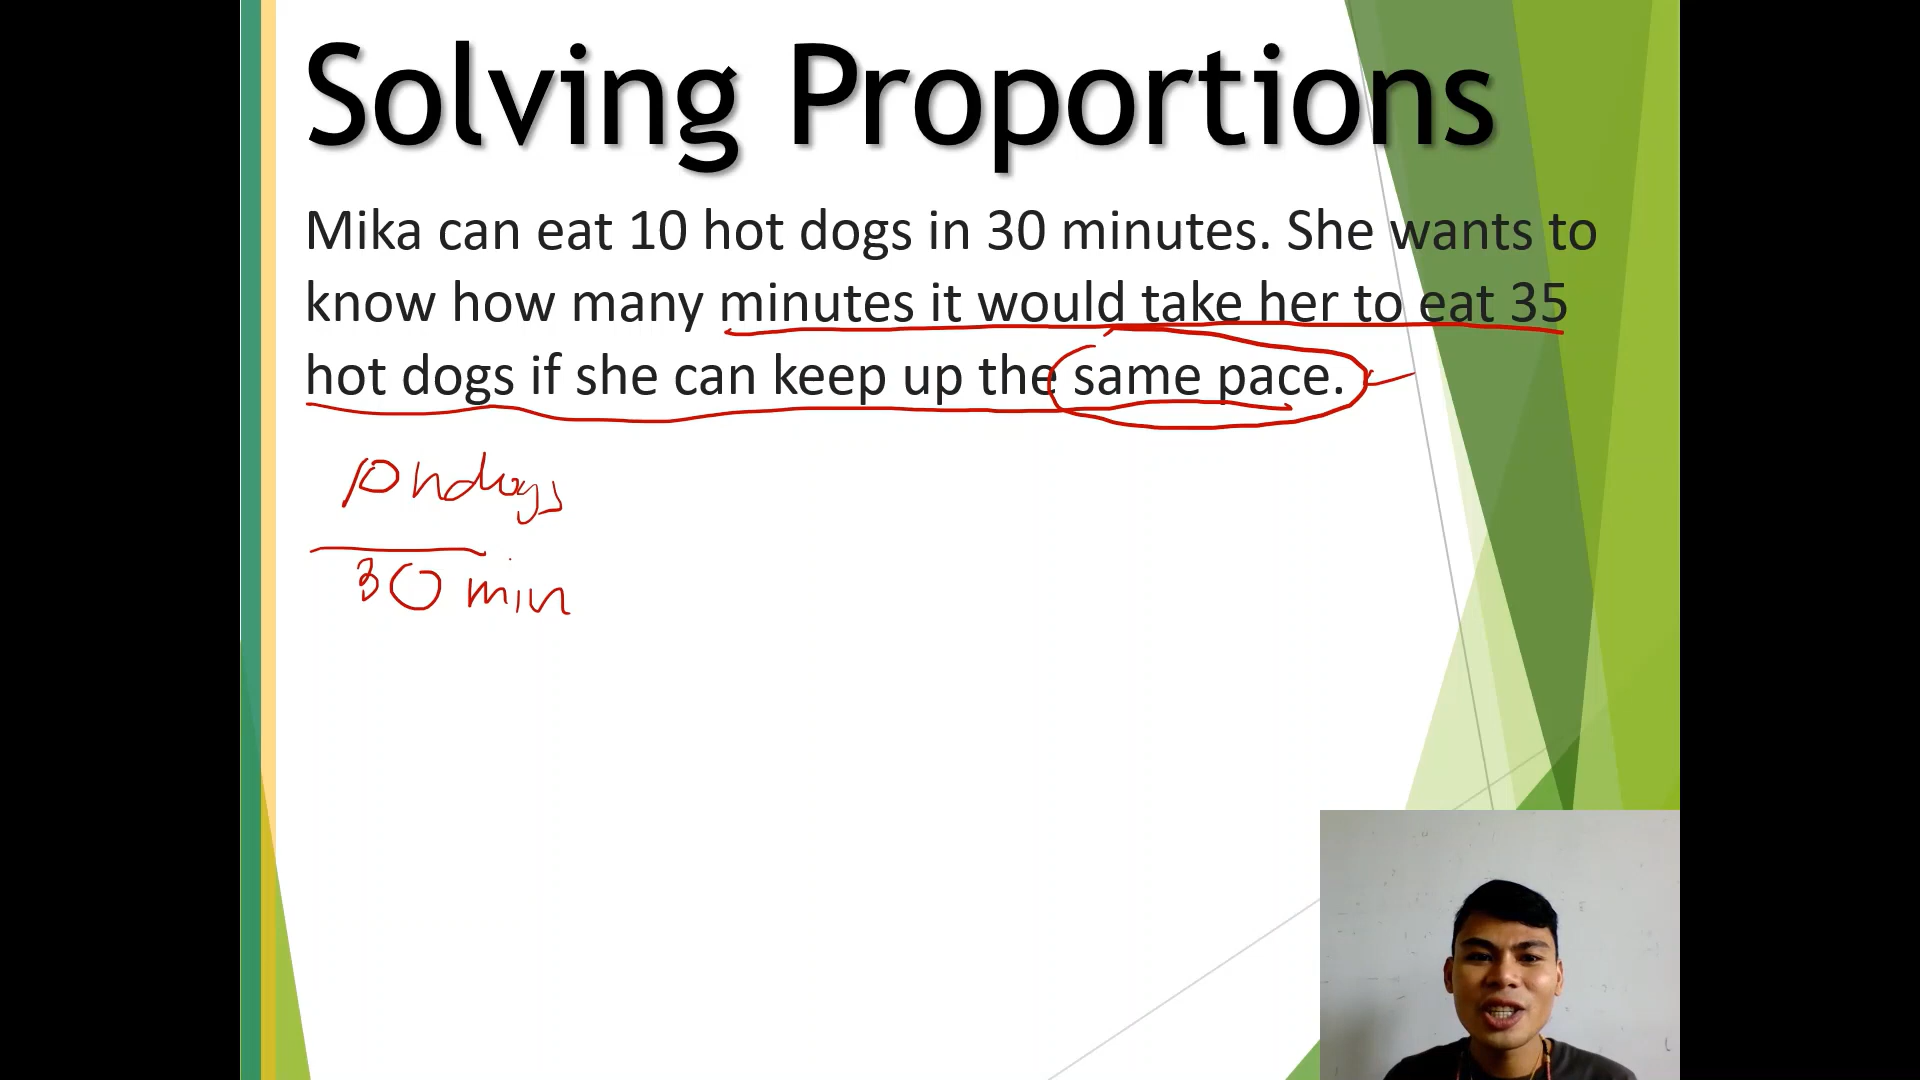 Solving Proportions
Mika can eat 10 hot dogs in 30 minutes. She wants to
know how many minutes it would take her to eat 35
hot dogs if she can keep up the same pace.
10 hdogs
30 min